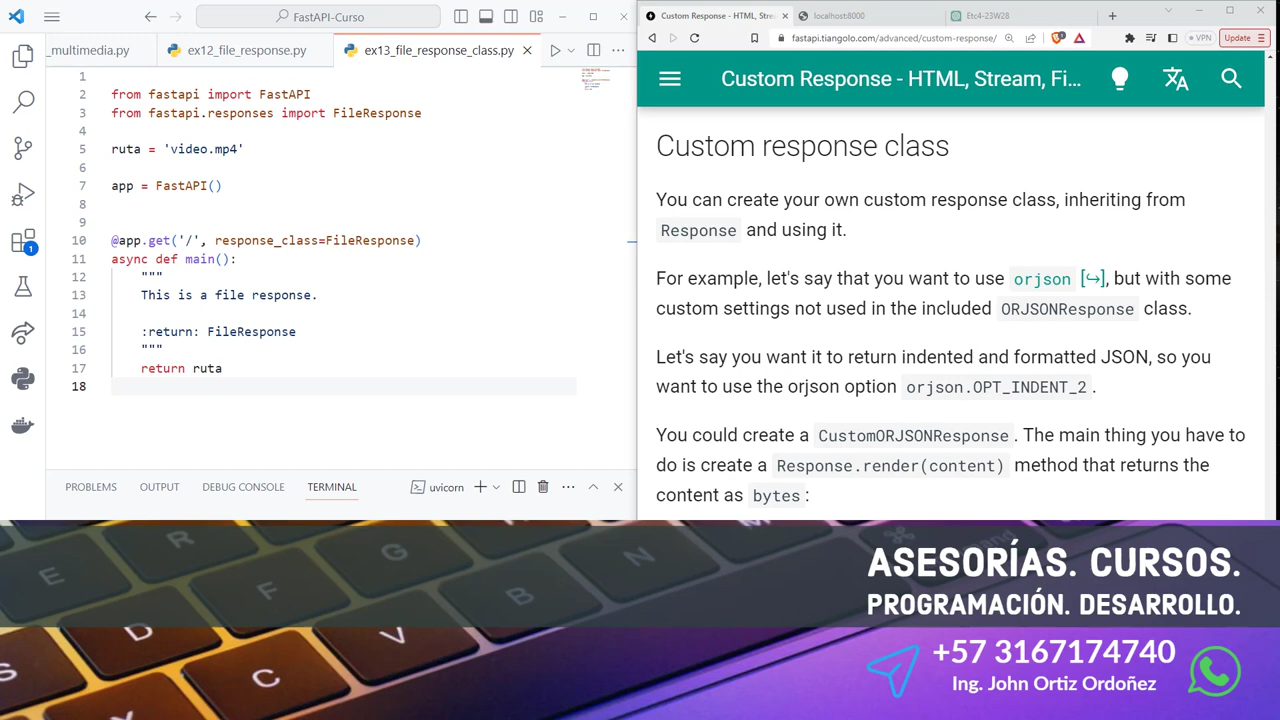 FastAPI-Curso
_multimedia.py
ex12_file_response.py
ex13_file_response_class.py
1
2 from fastapi import FastAPI
3 from fastapi.responses import FileResponse
4
5 ruta = 'video.mp4'
6
7 app = FastAPI()
8
9
10 @app.get('/', response_class=FileResponse)
11 async def main():
12 """
13 This is a file response.
14
15 :return: FileResponse
16 """
17 return ruta
18
1
PROBLEMS OUTPUT DEBUG CONSOLE TERMINAL uvicorn
Custom Response - HTML, Stre
localhost:8000
Etc4-23W28
fastapi.tiangolo.com/advanced/custom-response/
VPN
Update
Custom Response - HTML, Stream, Fi...
Custom response class
You can create your own custom response class, inheriting from
Response and using it.
For example, let's say that you want to use orjson [↪], but with some
custom settings not used in the included ORJSONResponse class.
Let's say you want it to return indented and formatted JSON, so you
want to use the orjson option orjson.OPT_INDENT_2.
You could create a CustomORJSONResponse. The main thing you have to
do is create a Response.render(content) method that returns the
content as bytes:
E
R
F
G
B
N
M
D
C
V
ASESORÍAS. CURSOS.
PROGRAMACIÓN. DESARROLLO.
+57 3167174740
Ing. John Ortiz Ordoñez